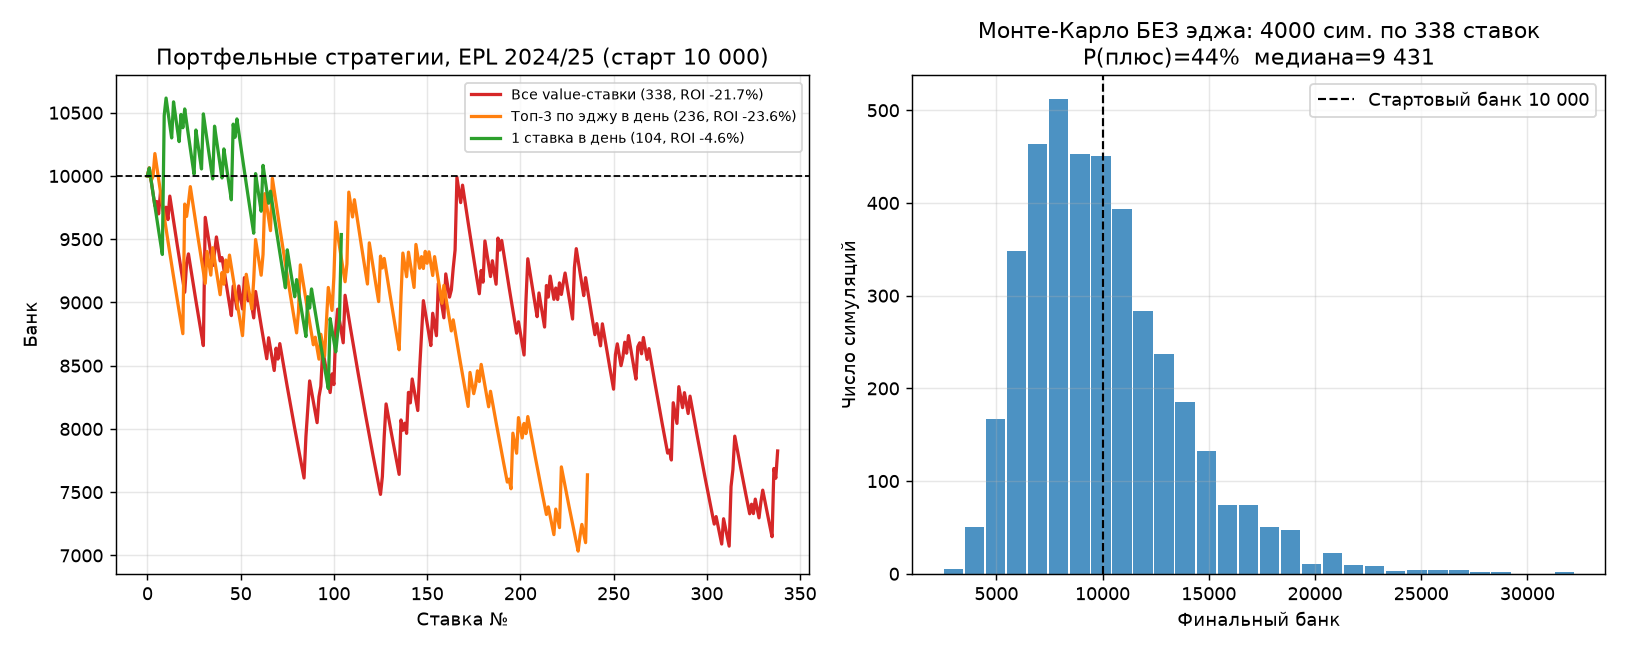 Портфельные стратегии, EPL 2024/25 (старт 10 000)
Все value-ставки (338, ROI -21.7%)
Топ-3 по эджу в день (236, ROI -23.6%)
1 ставка в день (104, ROI -4.6%)
Банк
10500
10000
9500
9000
8500
8000
7500
7000
0 50 100 150 200 250 300 350
Ставка №
Монте-Карло БЕЗ эджа: 4000 сим. по 338 ставок
P(плюс)=44% медиана=9 431
Стартовый банк 10 000
Число симуляций
500
400
300
200
100
0
5000 10000 15000 20000 25000 30000
Финальный банк